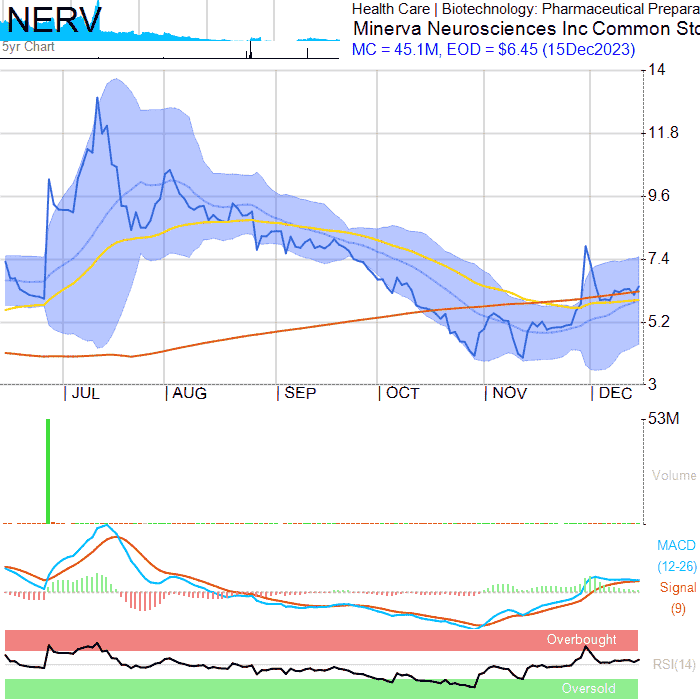 NERV
5yr Chart
Health Care | Biotechnology: Pharmaceutical Prepara
Minerva Neurosciences Inc Common Sto
MC = 45.1M, EOD = $6.45 (15Dec2023)
14
11.8
9.6
7.4
5.2
3
JUL AUG SEP OCT NOV DEC
53M
Volume
MACD
(12-26)
Signal
(9)
Overbought
RSI(14)
Oversold